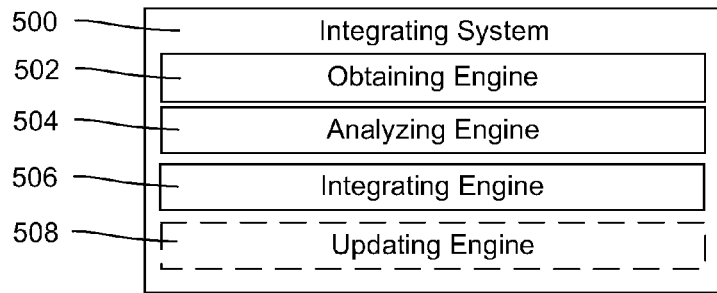 500 Integrating System
502 Obtaining Engine
504 Analyzing Engine
506 Integrating Engine
508 Updating Engine